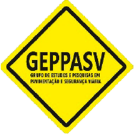 GEPPASV
GRUPO DE ESTUDOS E PESQUISAS EM
PAVIMENTAÇÃO E SEGURANÇA VIÁRIA